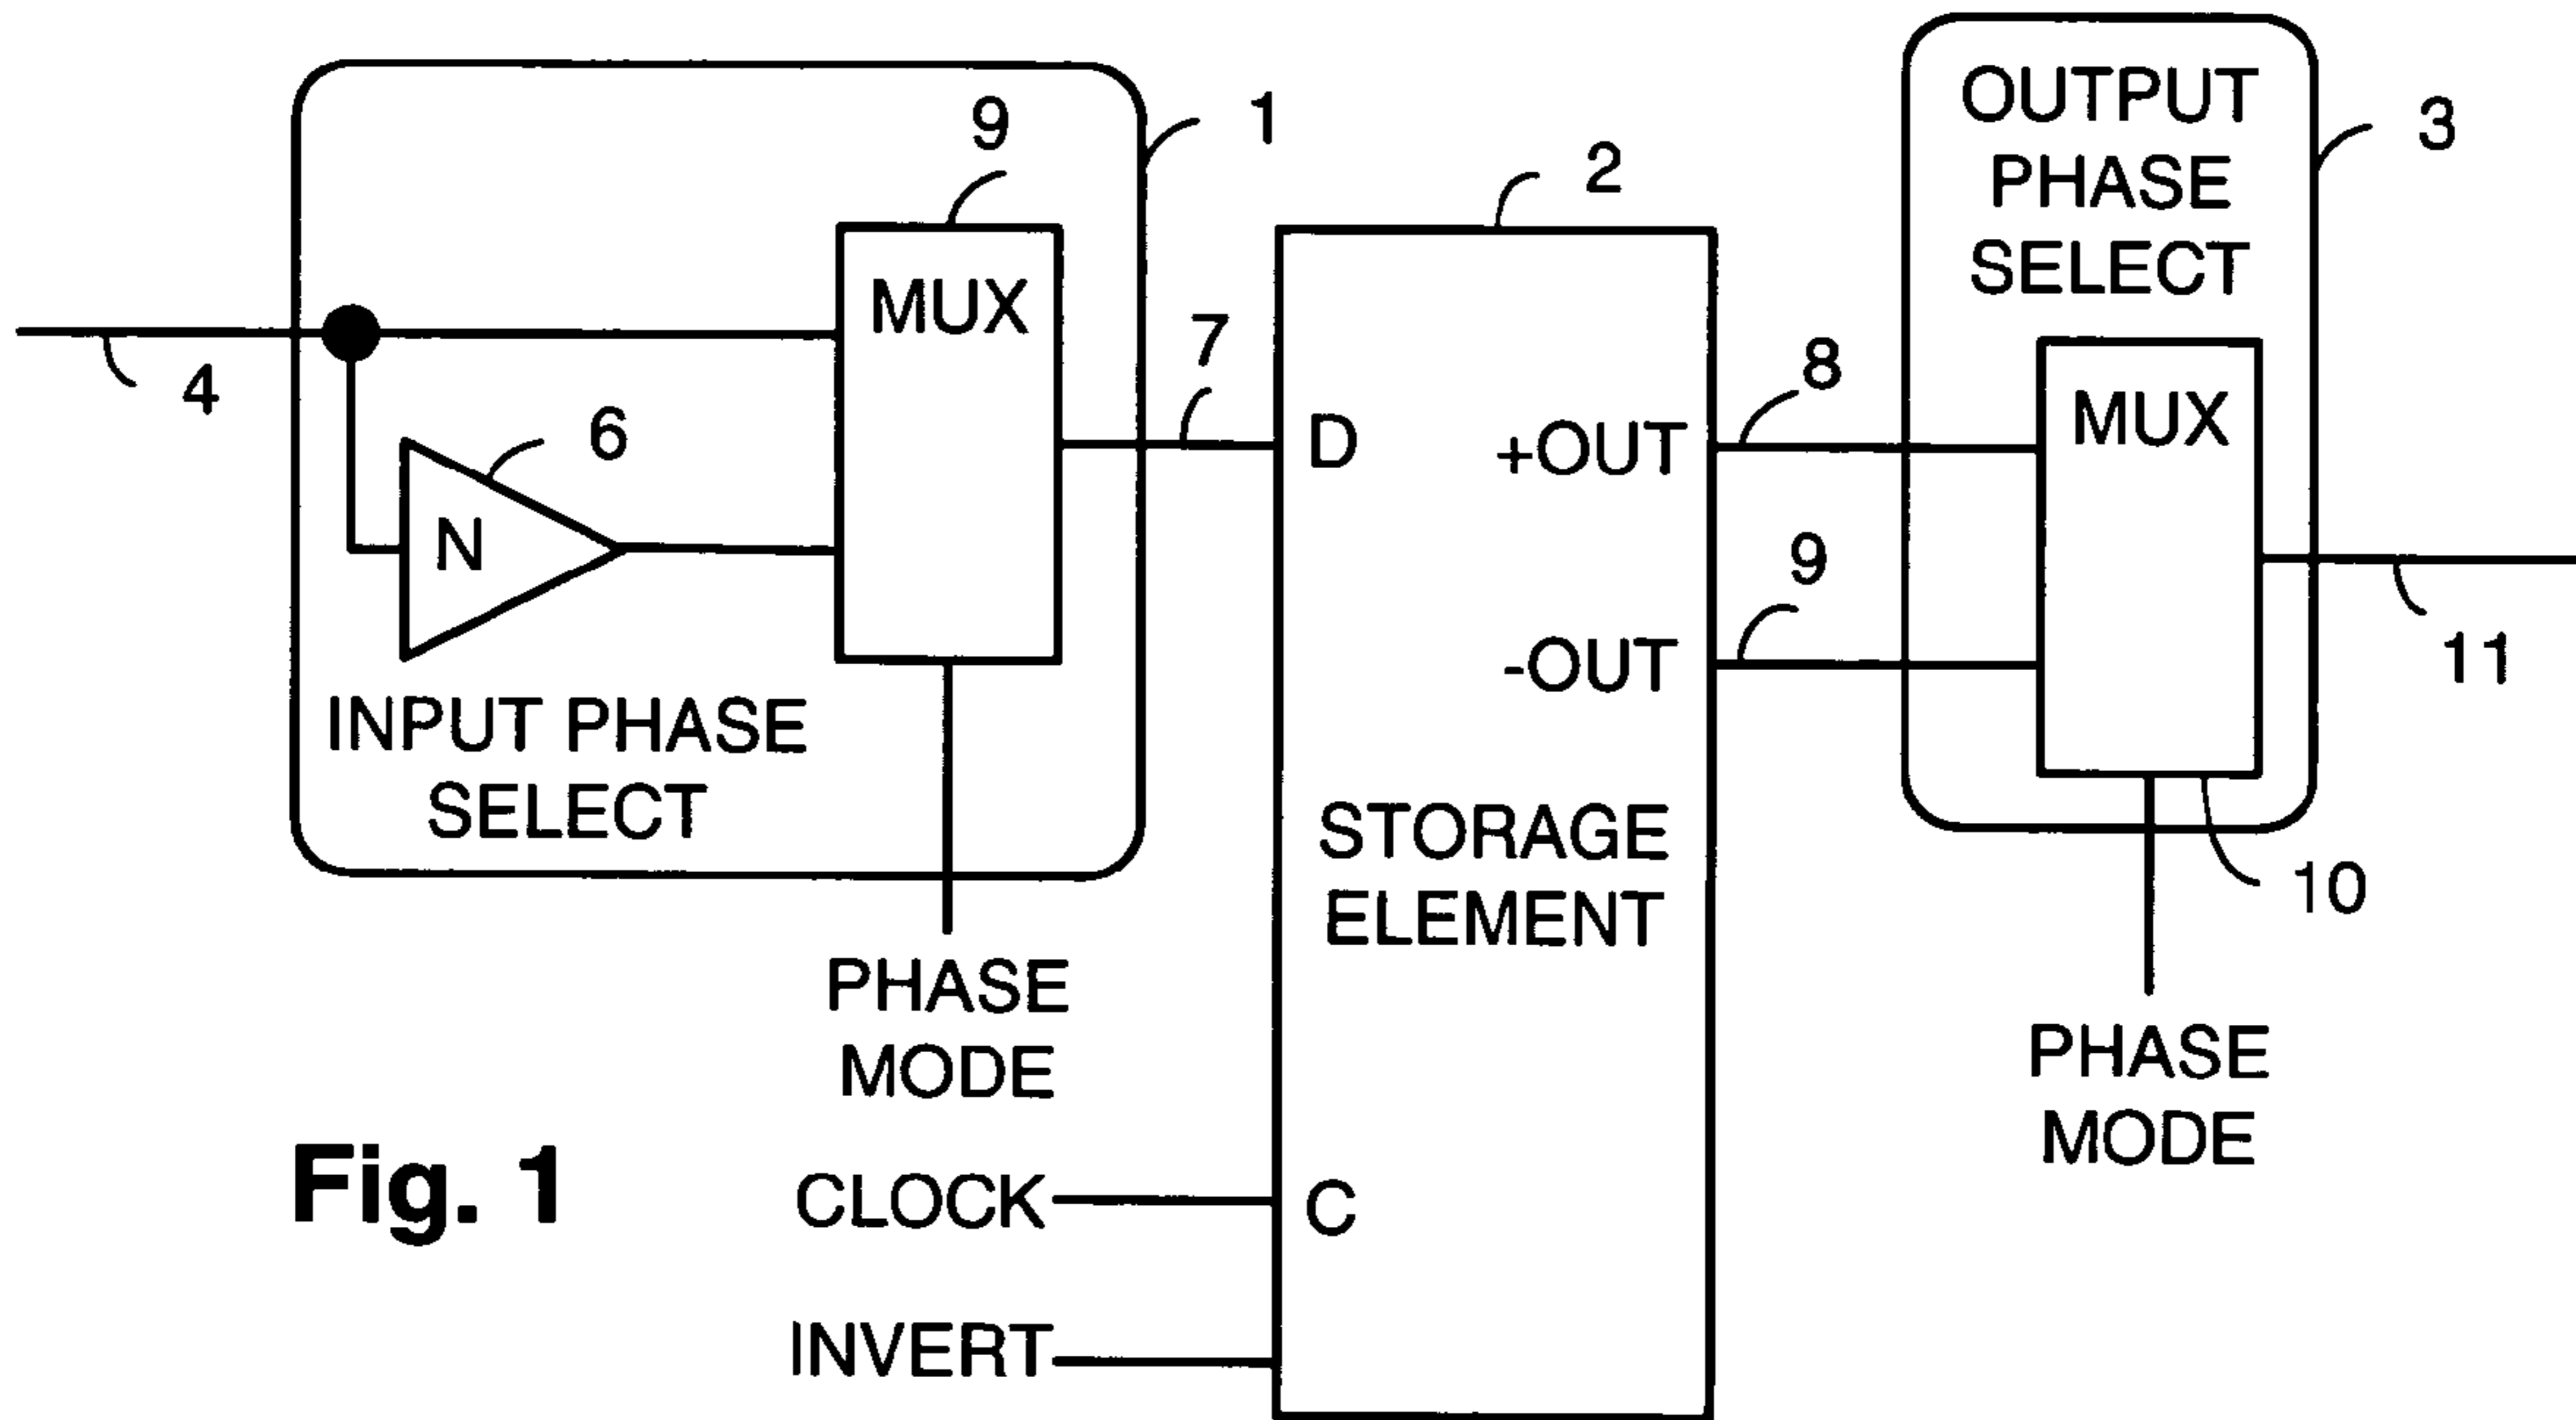 1
9
MUX
4
6
N
INPUT PHASE
SELECT
PHASE
MODE
7
2
D
+OUT
-OUT
STORAGE
ELEMENT
CLOCK
C
INVERT
8
9
OUTPUT
PHASE
SELECT
3
MUX
11
10
PHASE
MODE
Fig. 1